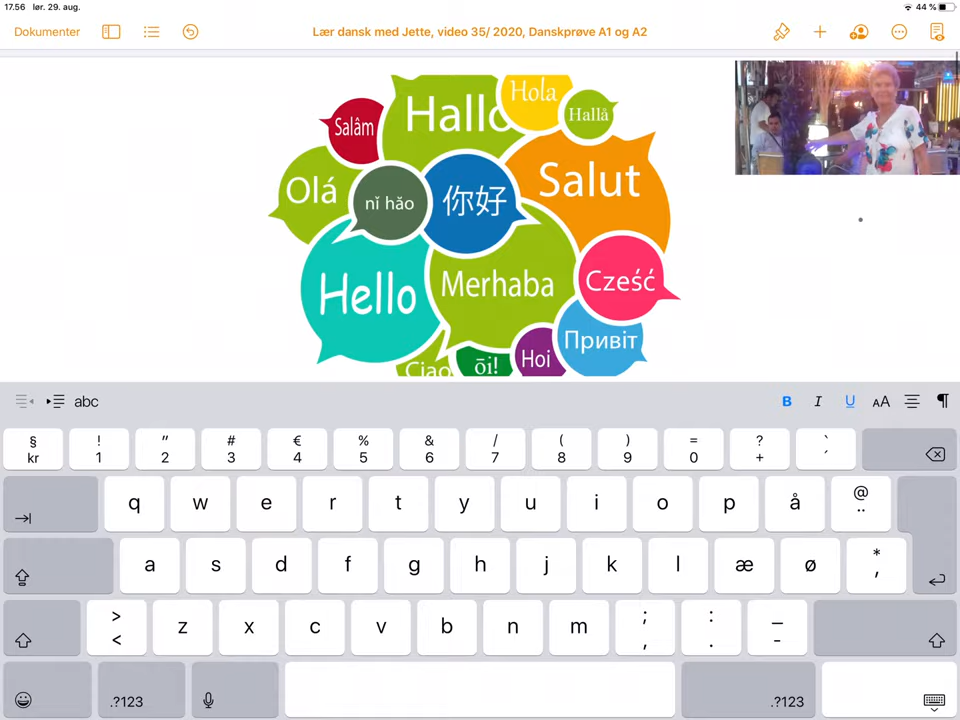 17.56 lør. 29. aug.
44 %
Dokumenter
Lær dansk med Jette, video 35/ 2020, Danskprøve A1 og A2
Hola
Hallo
Hallå
Salâm
Salut
Olá
nǐ hǎo
你好
Cześć
Hello
Merhaba
Привіт
Ciao
ōi!
Hoi
abc
B I U AA ¶
§ ! ” # € % & / ( ) = ? `
kr 1 2 3 4 5 6 7 8 9 0 + ´
q w e r t y u i o p å @ ¨
a s d f g h j k l æ ø * '
> < z x c v b n m ; , : . _ -
.?123 .?123